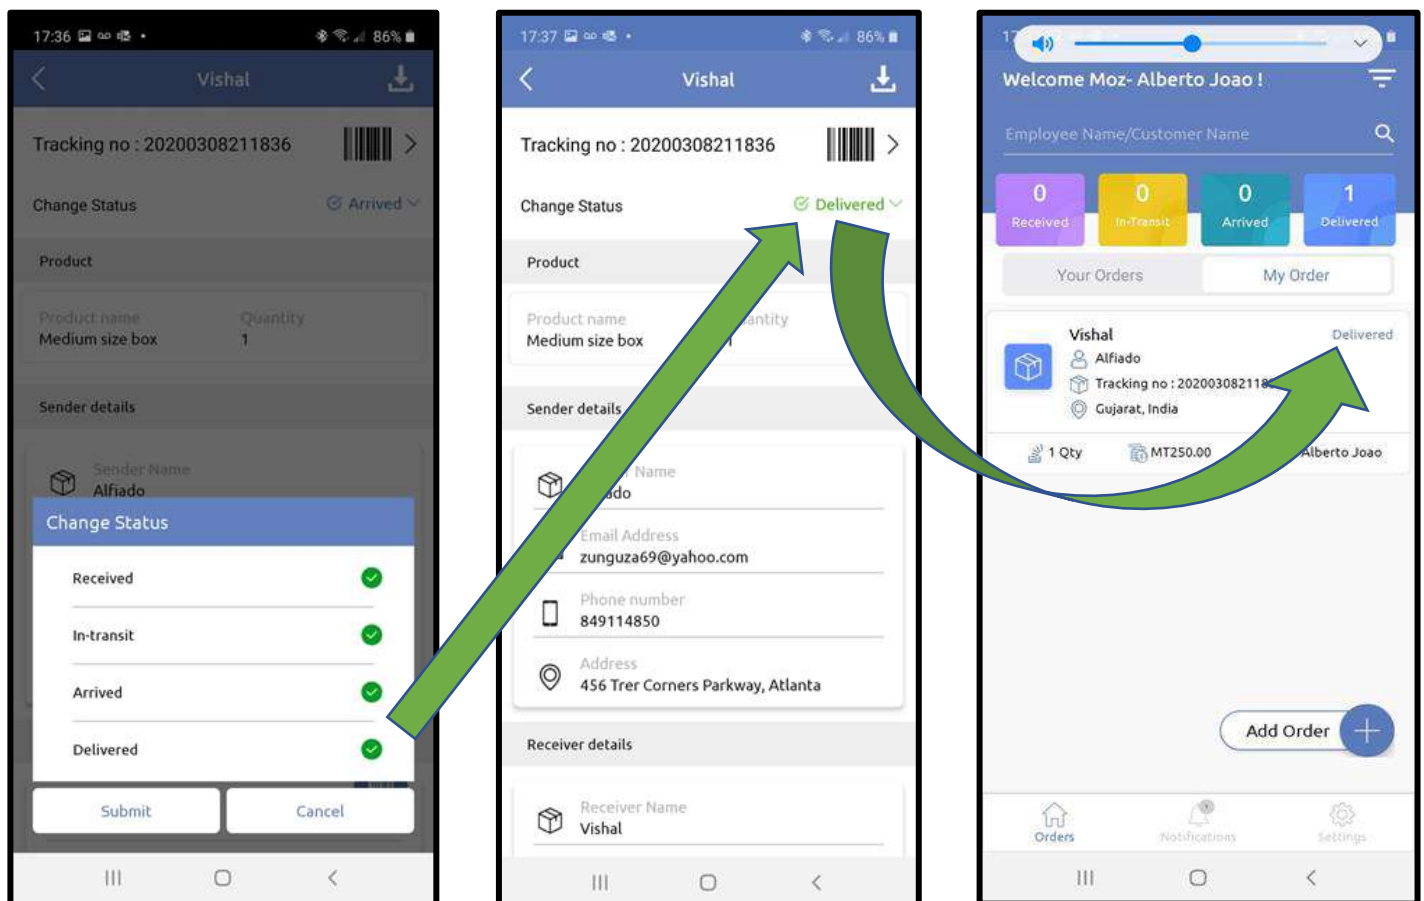 17:36
86%
Vishal
Tracking no : 20200308211836
Change Status
Arrived
Product
Product name
Quantity
Medium size box
1
Sender details
Sender Name
Alfiado
Change Status
Received
In-transit
Arrived
Delivered
Submit
Cancel
17:37
86%
Vishal
Tracking no : 20200308211836
Change Status
Delivered
Product
Product name
Medium size box
Sender details
Name
Email Address
zunguza69@yahoo.com
Phone number
849114850
Address
456 Trer Corners Parkway, Atlanta
Receiver details
Receiver Name
Vishal
Welcome Moz- Alberto Joao !
Employee Name/Customer Name
0
Received
0
In-Transit
0
Arrived
1
Delivered
Your Orders
My Order
Vishal
Delivered
Alfiado
Tracking no : 202003082118
Gujarat, India
1 Qty
MT250.00
Alberto Joao
Add Order
Orders
Notifications
Settings